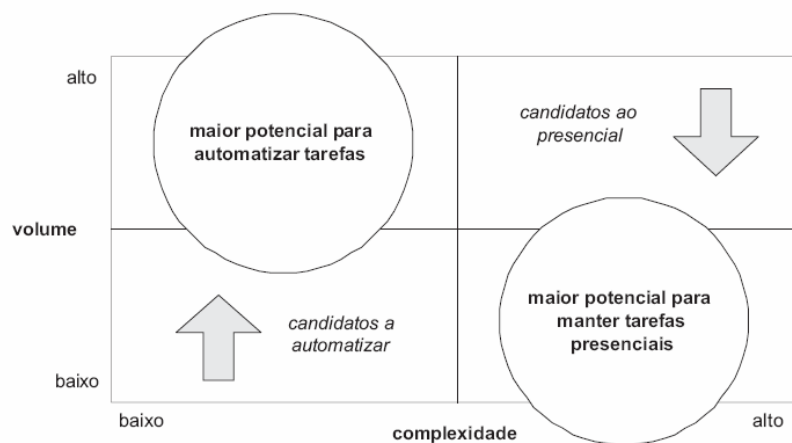 alto
maior potencial para
automatizar tarefas
candidatos ao
presencial
volume
candidatos a
automatizar
maior potencial para
manter tarefas
presenciais
baixo
baixo
complexidade
alto